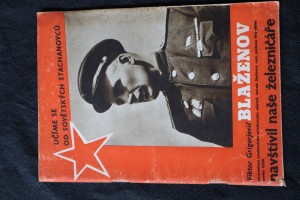 UČÍME SE
OD SOVĚTSKÝCH STACHANOVCŮ
Viktor Grigorjevič
BLAŽENOV
navštívil naše železničáře